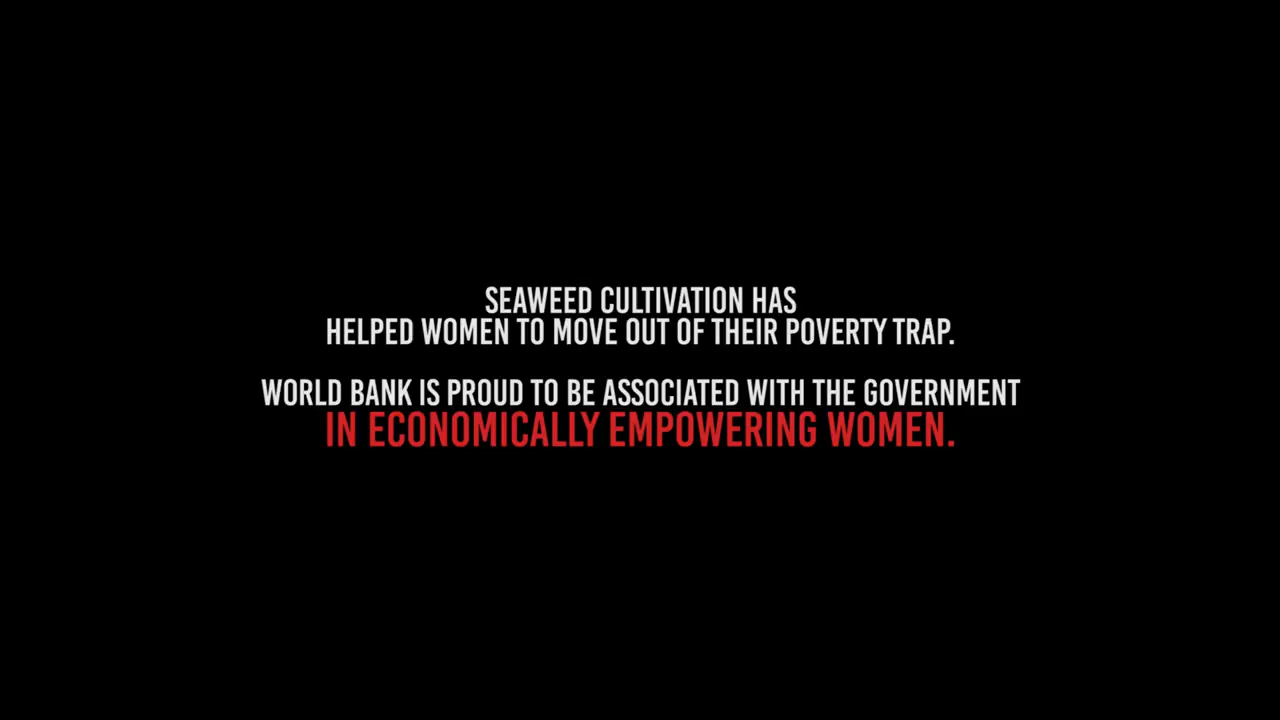 SEAWEED CULTIVATION HAS
HELPED WOMEN TO MOVE OUT OF THEIR POVERTY TRAP.
WORLD BANK IS PROUD TO BE ASSOCIATED WITH THE GOVERNMENT
IN ECONOMICALLY EMPOWERING WOMEN.